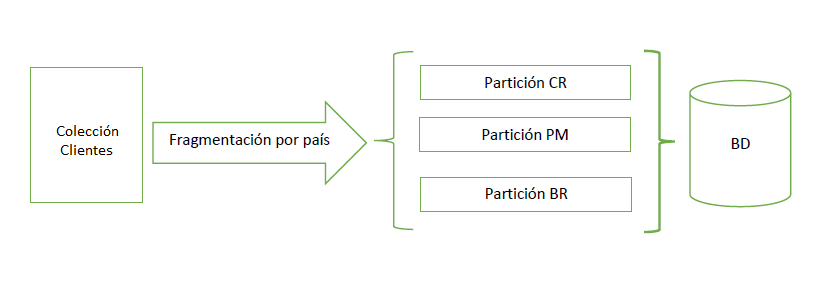 Colección
Clientes
Fragmentación por país
Partición CR
Partición PM
Partición BR
BD